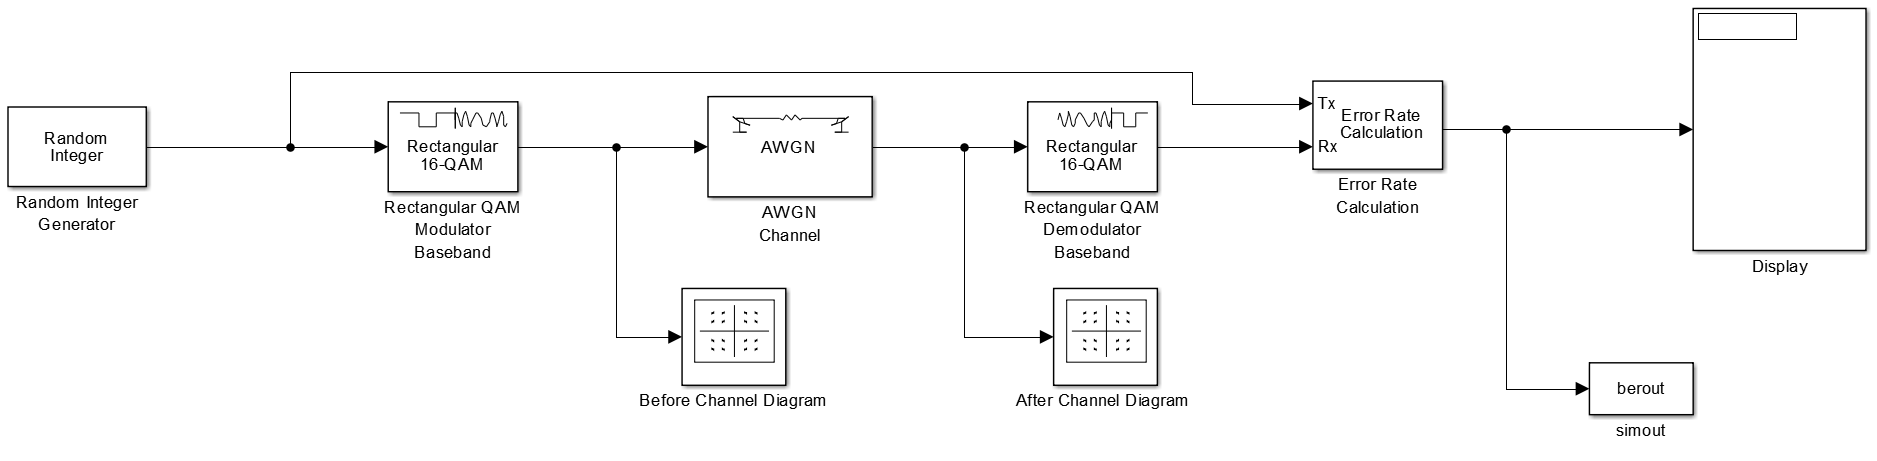 Random
Integer
Random Integer
Generator
Rectangular
16-QAM
Rectangular QAM
Modulator
Baseband
AWGN
AWGN
Channel
Rectangular
16-QAM
Rectangular QAM
Demodulator
Baseband
Tx
Rx
Error Rate
Calculation
Error Rate
Calculation
Display
Before Channel Diagram
After Channel Diagram
berout
simout